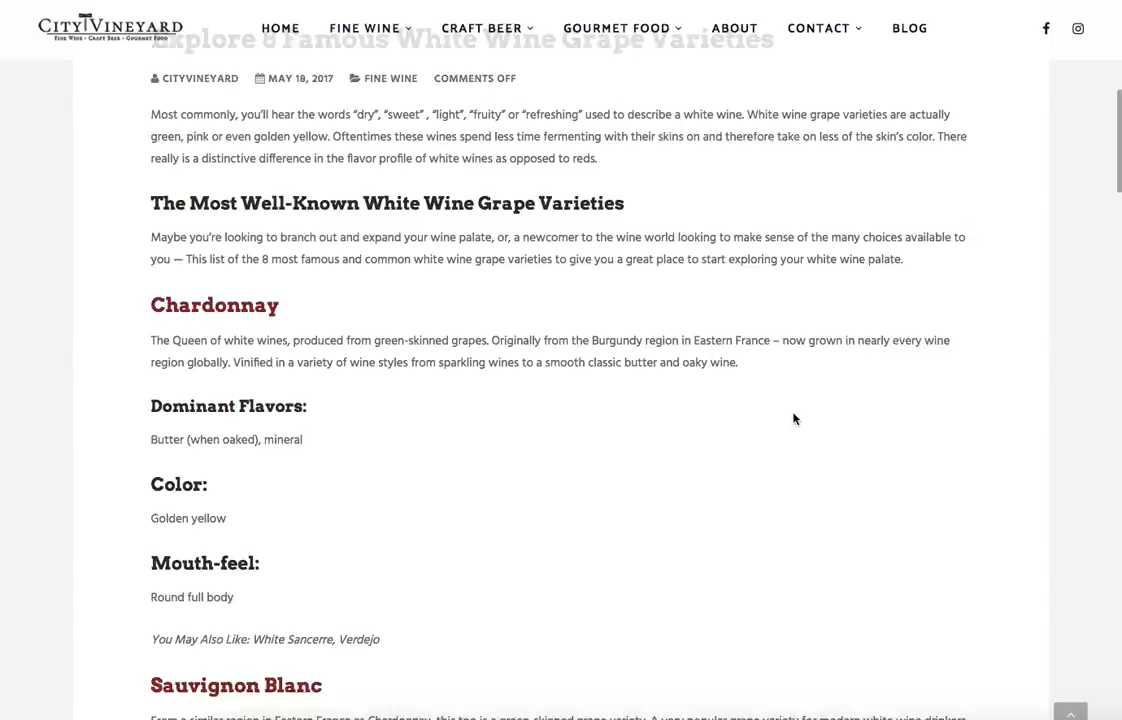 CITY VINEYARD
FINE WINE · CRAFT BEER · GOURMET FOOD
HOME
FINE WINE
CRAFT BEER
GOURMET FOOD
ABOUT
CONTACT
BLOG
Explore 8 Famous White Wine Grape Varieties
CITYVINEYARD MAY 18, 2017 FINE WINE COMMENTS OFF
Most commonly, you’ll hear the words “dry”, “sweet” , “light”, “fruity” or “refreshing” used to describe a white wine. White wine grape varieties are actually
green, pink or even golden yellow. Oftentimes these wines spend less time fermenting with their skins on and therefore take on less of the skin’s color. There
really is a distinctive difference in the flavor profile of white wines as opposed to reds.
The Most Well-Known White Wine Grape Varieties
Maybe you’re looking to branch out and expand your wine palate, or, a newcomer to the wine world looking to make sense of the many choices available to
you — This list of the 8 most famous and common white wine grape varieties to give you a great place to start exploring your white wine palate.
Chardonnay
The Queen of white wines, produced from green-skinned grapes. Originally from the Burgundy region in Eastern France – now grown in nearly every wine
region globally. Vinified in a variety of wine styles from sparkling wines to a smooth classic butter and oaky wine.
Dominant Flavors:
Butter (when oaked), mineral
Color:
Golden yellow
Mouth-feel:
Round full body
You May Also Like: White Sancerre, Verdejo
Sauvignon Blanc
From a similar region in Eastern France as Chardonnay, this too is a green-skinned grape variety. A very popular grape variety for modern white wine drinkers